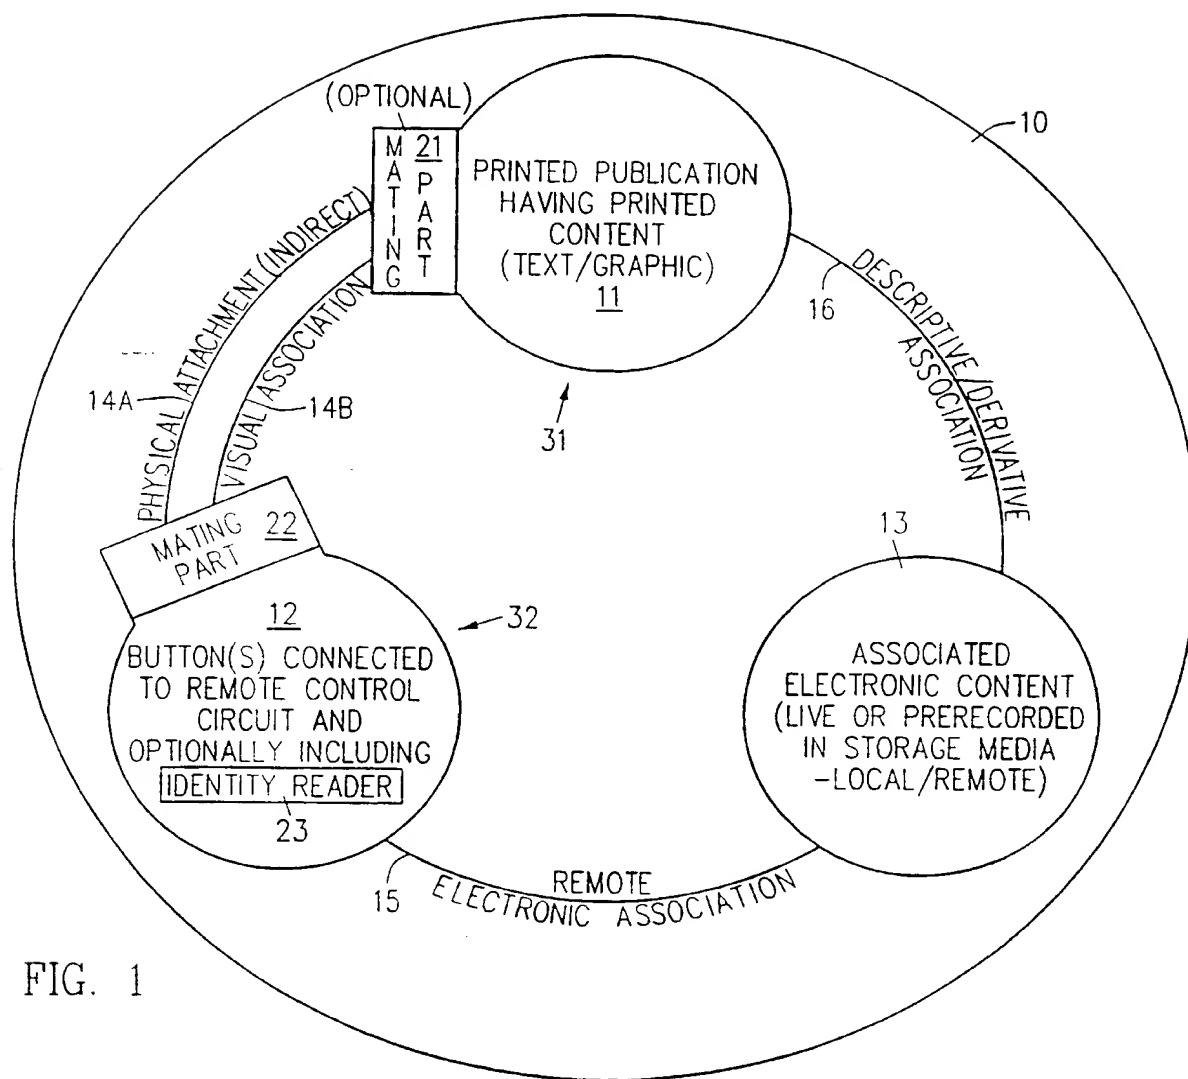 (OPTIONAL)
10
MATING
21
PART
PRINTED PUBLICATION
HAVING PRINTED
CONTENT
(TEXT/GRAPHIC)
11
PHYSICAL ATTACHMENT (INDIRECT)
VISUAL ASSOCIATION
16
DESCRIPTIVE/DERIVATIVE
ASSOCIATION
14A
14B
31
MATING
PART
22
13
12
32
BUTTON(S) CONNECTED
TO REMOTE CONTROL
CIRCUIT AND
OPTIONALLY INCLUDING
IDENTITY READER
23
ASSOCIATED
ELECTRONIC CONTENT
(LIVE OR PRERECORDED
IN STORAGE MEDIA
-LOCAL/REMOTE)
15
REMOTE
ELECTRONIC ASSOCIATION
FIG. 1